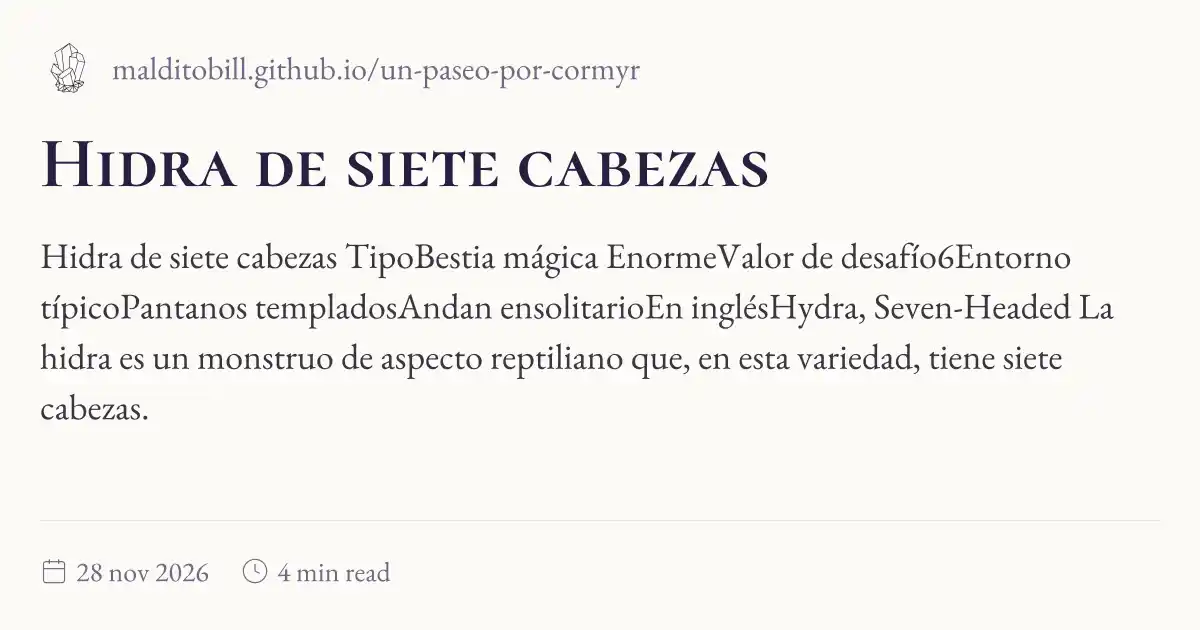 malditobill.github.io/un-paseo-por-cormyr
Hidra de siete cabezas
Hidra de siete cabezas TipoBestia mágica EnormeValor de desafío6Entorno
típicoPantanos templadosAndan ensolitarioEn inglésHydra, Seven-Headed La
hidra es un monstruo de aspecto reptiliano que, en esta variedad, tiene siete
cabezas.
28 nov 2026 4 min read